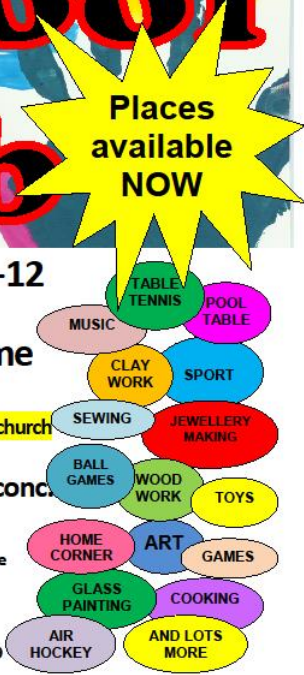 Places
available
NOW
-12
TABLE
TENNIS
POOL
TABLE
MUSIC
me
CLAY
WORK
SPORT
church
SEWING
JEWELLERY
MAKING
BALL
GAMES
conc.
WOOD
WORK
TOYS
HOME
CORNER
ART
GAMES
GLASS
PAINTING
COOKING
AIR
HOCKEY
AND LOTS
MORE